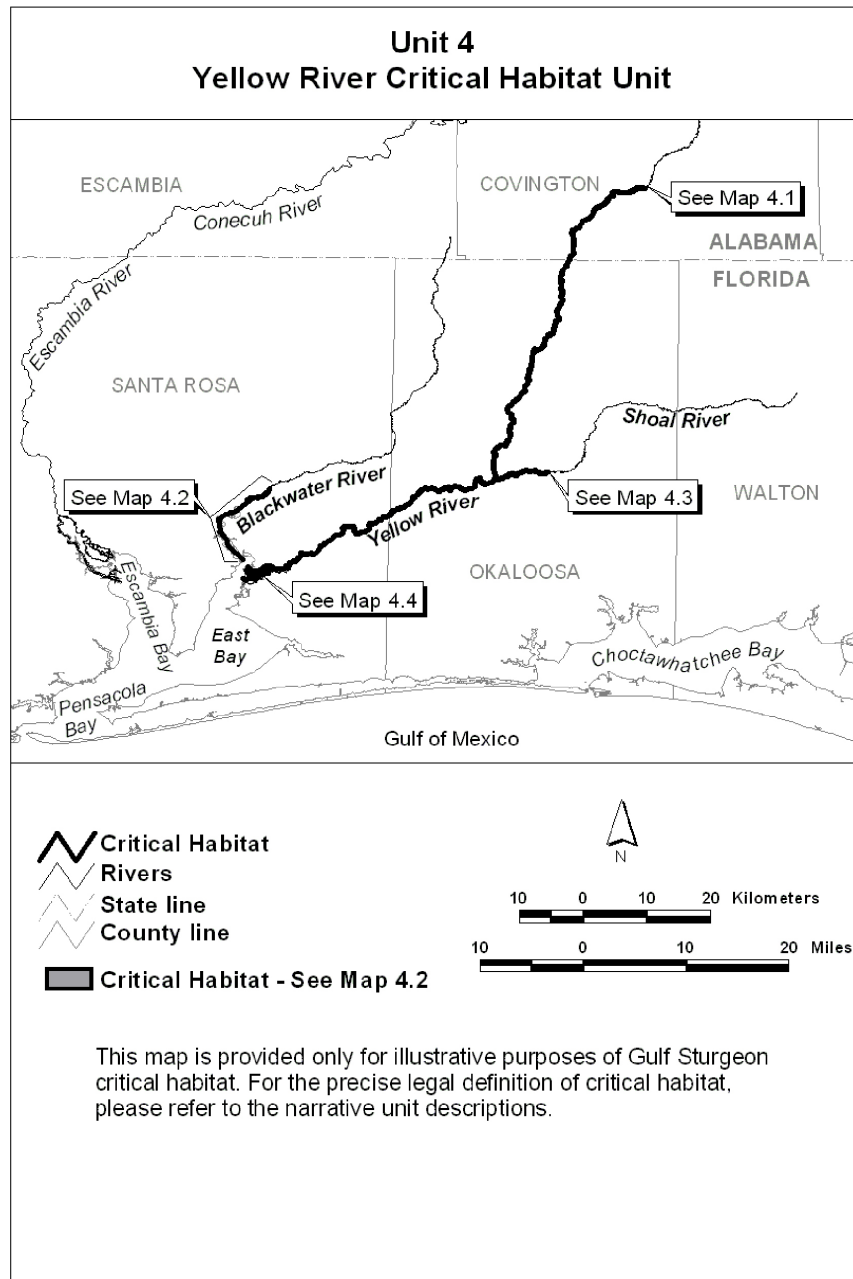 Unit 4
Yellow River Critical Habitat Unit
ESCAMBIA
COVINGTON
See Map 4.1
Conecuh River
ALABAMA
FLORIDA
Escambia River
SANTA ROSA
Shoal River
See Map 4.2
Blackwater River
See Map 4.3
WALTON
Yellow River
OKALOOSA
See Map 4.4
Escambia Bay
East
Bay
Choctawhatchee Bay
Pensacola
Bay
Gulf of Mexico
Critical Habitat
Rivers
State line
County line
Critical Habitat - See Map 4.2
N
10 0 10 20 Kilometers
10 0 10 20 Miles
This map is provided only for illustrative purposes of Gulf Sturgeon
critical habitat. For the precise legal definition of critical habitat,
please refer to the narrative unit descriptions.